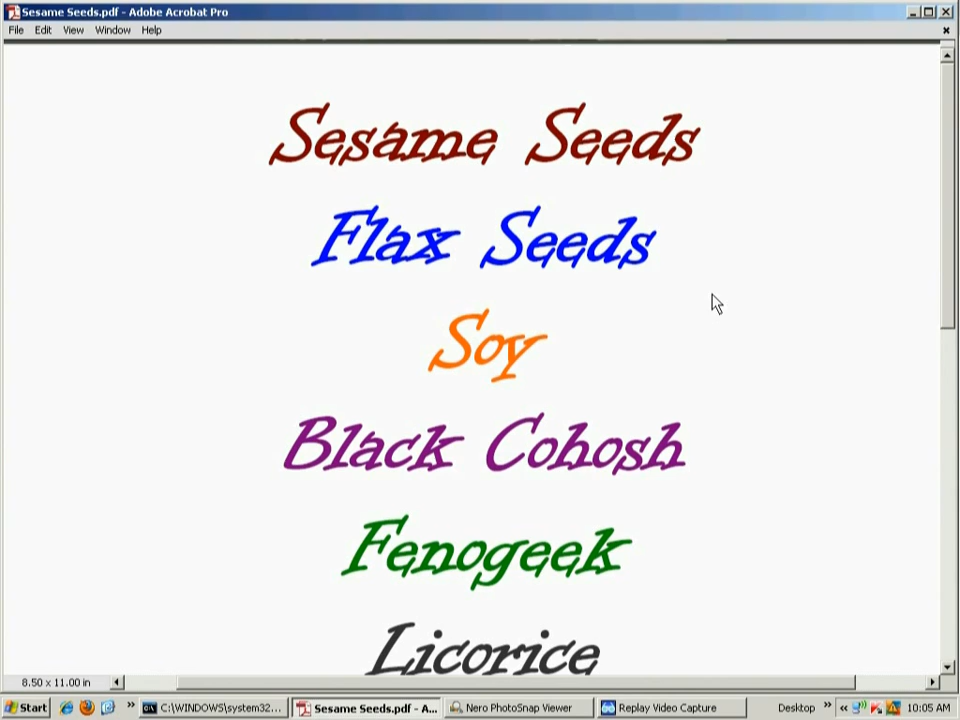 Sesame Seeds.pdf - Adobe Acrobat Pro
File Edit View Window Help
Sesame Seeds
Flax Seeds
Soy
Black Cohosh
Fenogeek
Licorice
8.50 x 11.00 in
Start C:\WINDOWS\system32... Sesame Seeds.pdf - A... Nero PhotoSnap Viewer Replay Video Capture Desktop 10:05 AM